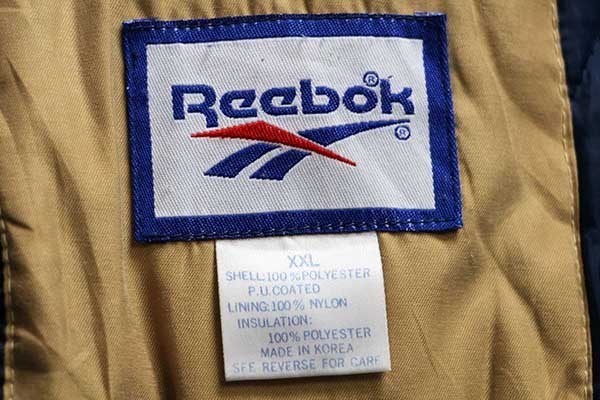 Reebok®
®
XXL
SHELL:100%POLYESTER
P.U.COATED
LINING:100% NYLON
INSULATION:
100%POLYESTER
MADE IN KOREA
SEE REVERSE FOR CARE